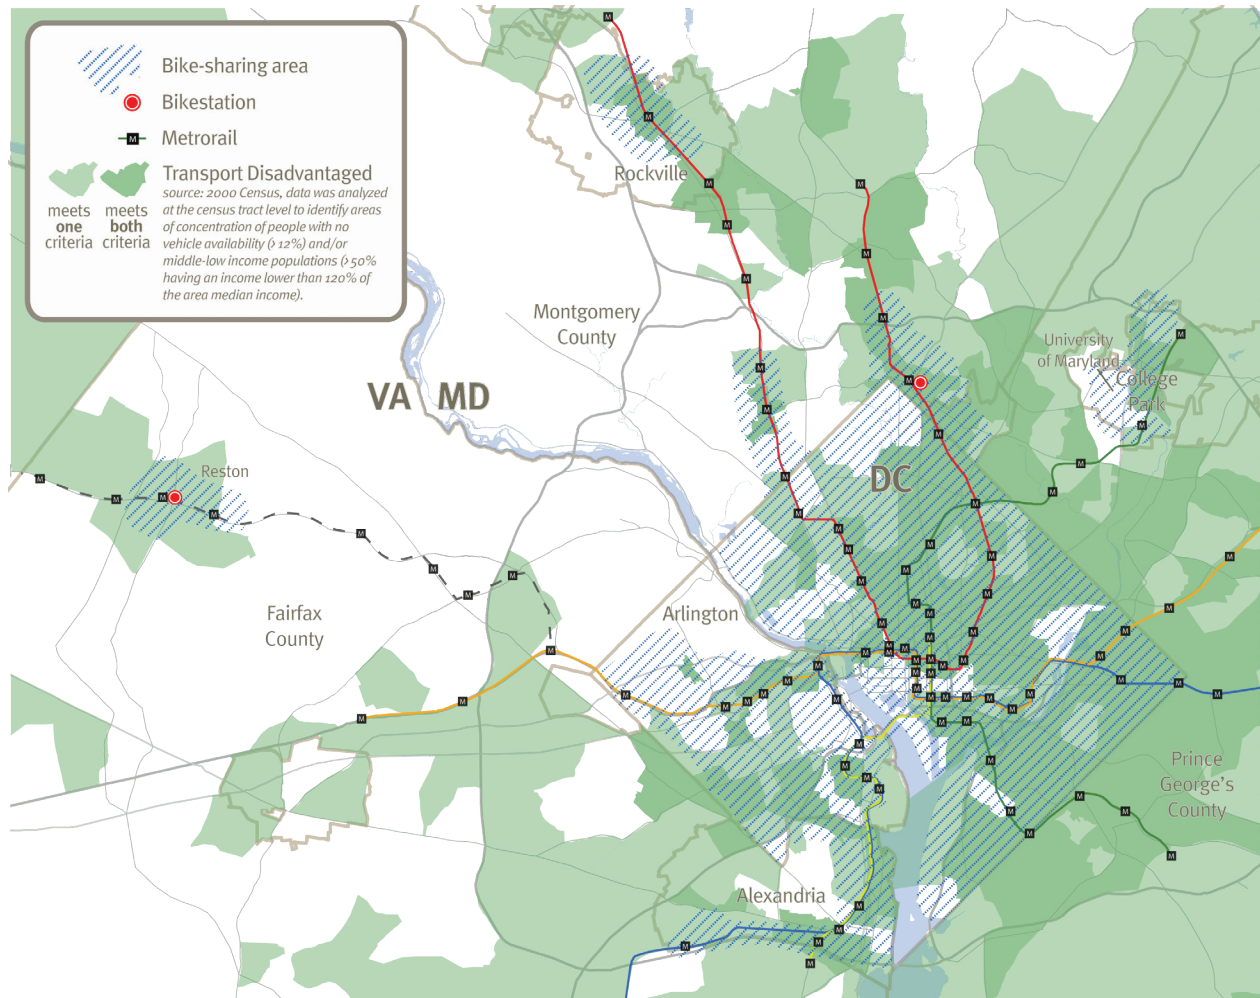 Bike-sharing area
Bikestation
M Metrorail
Transport Disadvantaged
source: 2000 Census, data was analyzed
at the census tract level to identify areas
of concentration of people with no
vehicle availability (> 12%) and/or
middle-low income populations (> 50%
having an income lower than 120% of
the area median income).
meets
one
criteria
meets
both
criteria
Rockville
Montgomery
County
University
of Maryland
College
Park
VA MD
DC
Reston
Fairfax
County
Arlington
Prince
George's
County
Alexandria